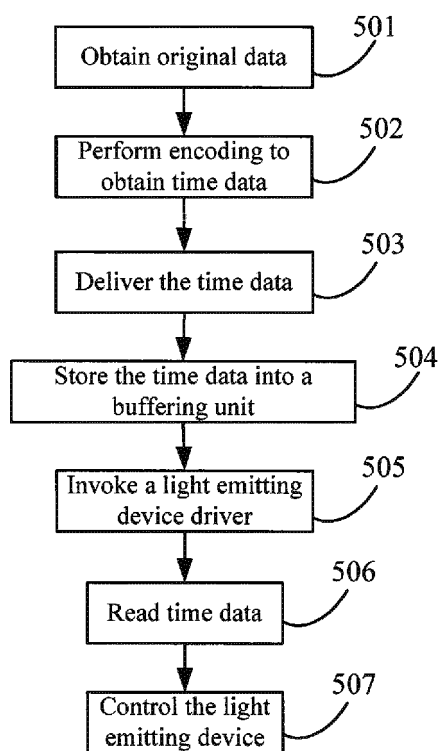 501
Obtain original data
502
Perform encoding to
obtain time data
503
Deliver the time data
504
Store the time data into a
buffering unit
505
Invoke a light emitting
device driver
506
Read time data
507
Control the light
emitting device